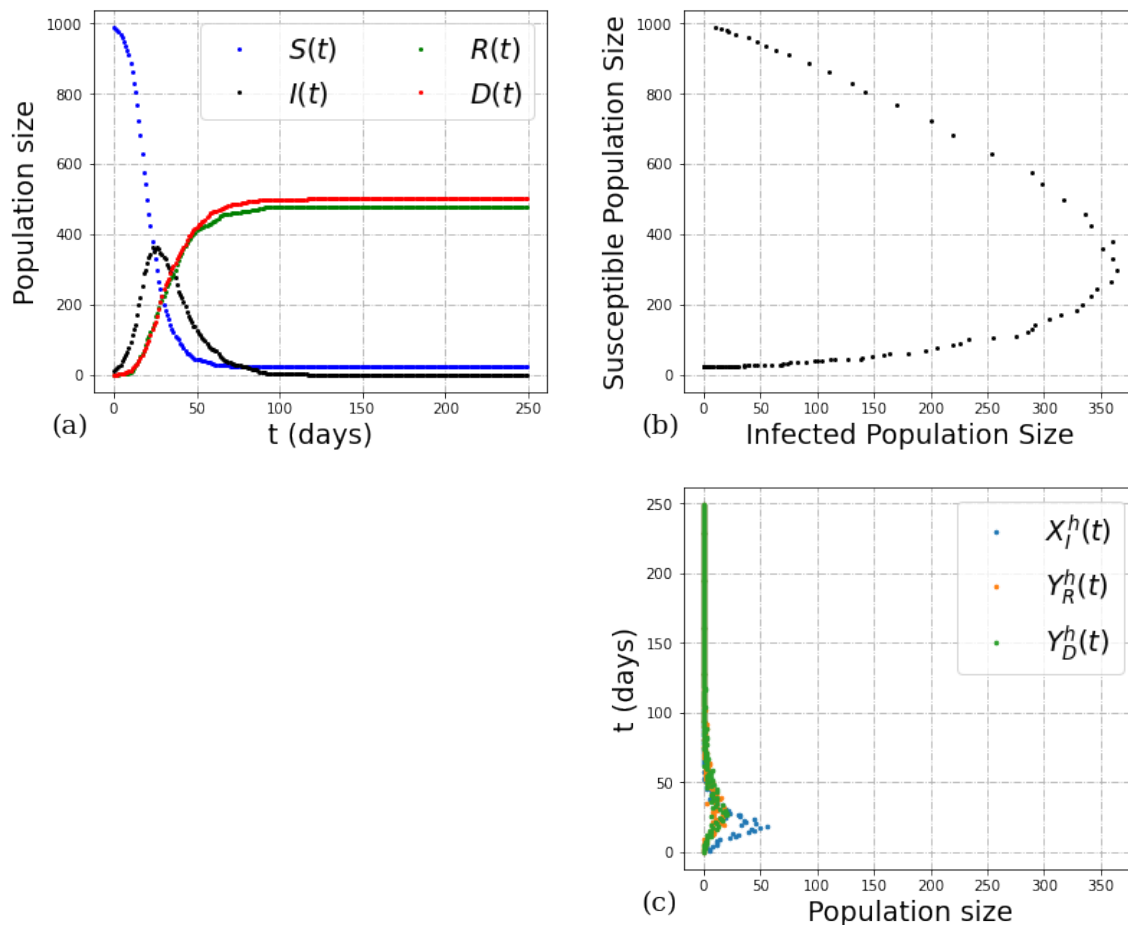 1000
800
600
400
200
0
Population size
S(t)
I(t)
R(t)
D(t)
0 50 100 150 200 250
t (days)
(a)
1000
800
600
400
200
0
Susceptible Population Size
0 50 100 150 200 250 300 350
Infected Population Size
(b)
250
200
150
100
50
0
t (days)
X_I^h(t)
Y_R^h(t)
Y_D^h(t)
0 50 100 150 200 250 300 350
Population size
(c)